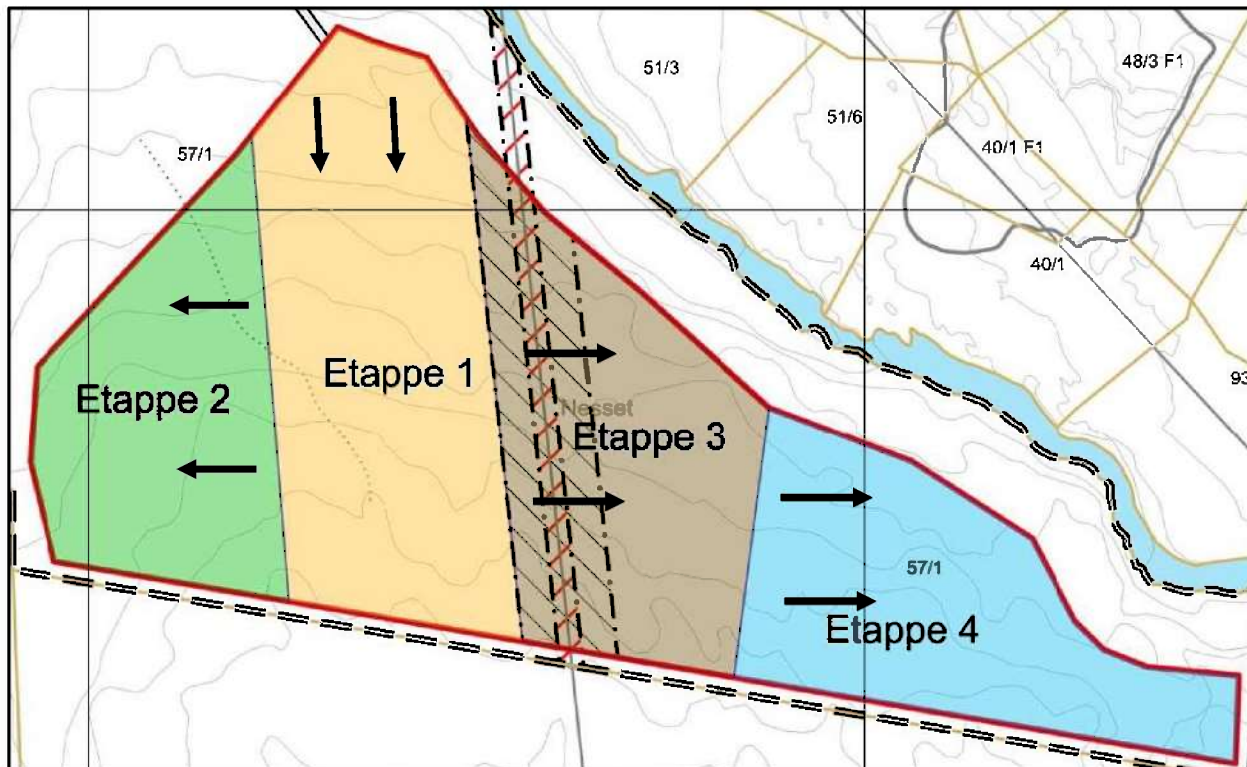 51/3
48/3 F1
51/6
40/1 F1
57/1
40/1
93
Etappe 1
Etappe 2
Nesset
Etappe 3
57/1
Etappe 4